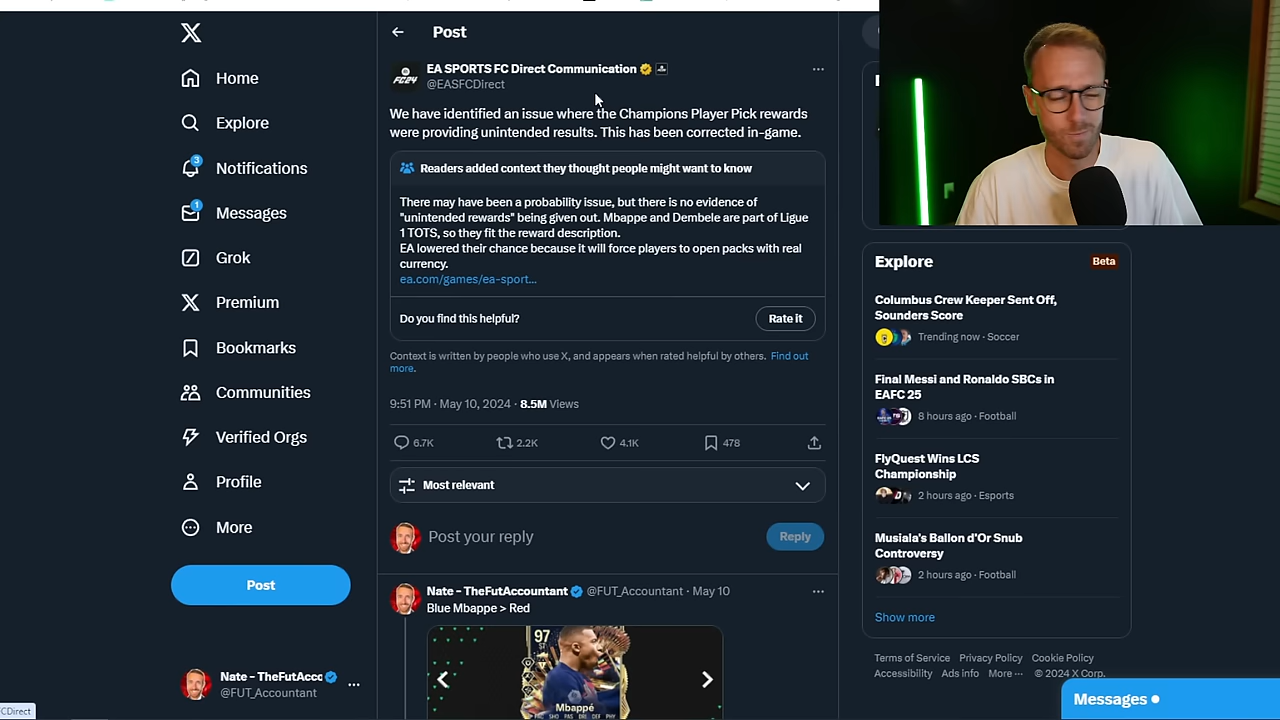 Post
EA SPORTS FC Direct Communication
@EASFCDirect
We have identified an issue where the Champions Player Pick rewards
were providing unintended results. This has been corrected in-game.
Readers added context they thought people might want to know
There may have been a probability issue, but there is no evidence of
"unintended rewards" being given out. Mbappe and Dembele are part of Ligue
1 TOTS, so they fit the reward description.
EA lowered their chance because it will force players to open packs with real
currency.
ea.com/games/ea-sport...
Do you find this helpful?
Rate it
Context is written by people who use X, and appears when rated helpful by others. Find out
more.
9:51 PM · May 10, 2024 · 8.5M Views
6.7K
2.2K
4.1K
478
Most relevant
Post your reply
Reply
Nate - TheFutAccountant @FUT_Accountant · May 10
Blue Mbappe > Red
97
ST
Mbappé
PAC SHO PAS DRI DEF PHY
Home
Explore
3
Notifications
1
Messages
Grok
Premium
Bookmarks
Communities
Verified Orgs
Profile
More
Post
Nate - TheFutAcc
@FUT_Accountant
CDirect
Explore
Beta
Columbus Crew Keeper Sent Off,
Sounders Score
Trending now · Soccer
Final Messi and Ronaldo SBCs in
EAFC 25
8 hours ago · Football
FlyQuest Wins LCS
Championship
2 hours ago · Esports
Musiala's Ballon d'Or Snub
Controversy
2 hours ago · Football
Show more
Terms of Service Privacy Policy Cookie Policy
Accessibility Ads info More ··· © 2024 X Corp.
Messages